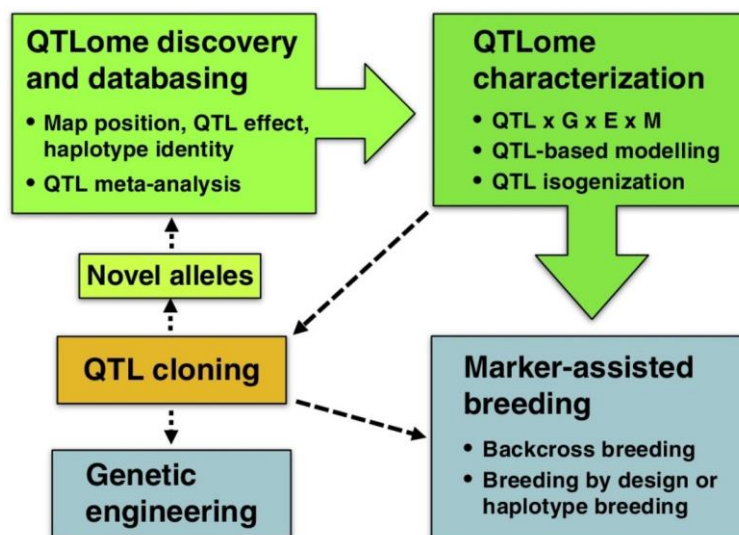 QTLome discovery
and databasing
• Map position, QTL effect,
haplotype identity
• QTL meta-analysis
QTLome
characterization
• QTL x G x E x M
• QTL-based modelling
• QTL isogenization
Novel alleles
QTL cloning
Genetic
engineering
Marker-assisted
breeding
• Backcross breeding
• Breeding by design or
haplotype breeding